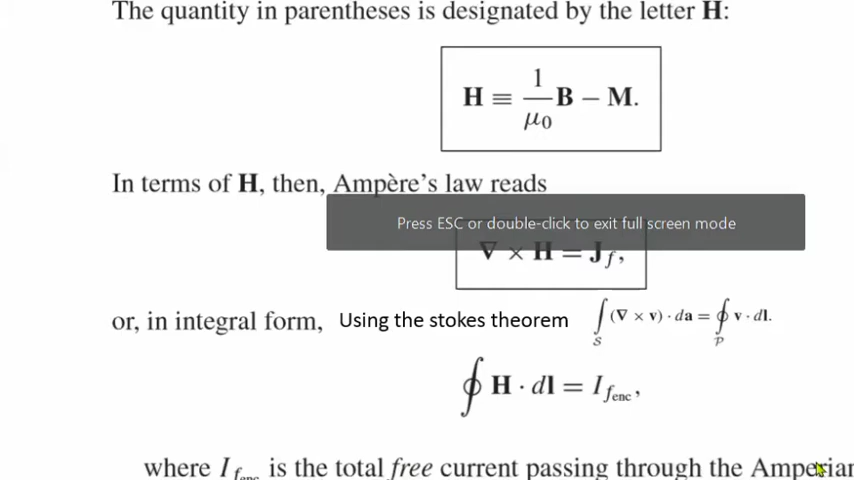 The quantity in parentheses is designated by the letter H:
H ≡ 1/μ₀ B − M.
In terms of H, then, Ampère's law reads
Press ESC or double-click to exit full screen mode
∇ × H = J_f,
or, in integral form, Using the stokes theorem ∫_S (∇ × v) · da = ∮_P v · dl.
∮ H · dl = I_fenc,
where I_fenc is the total free current passing through the Amperian